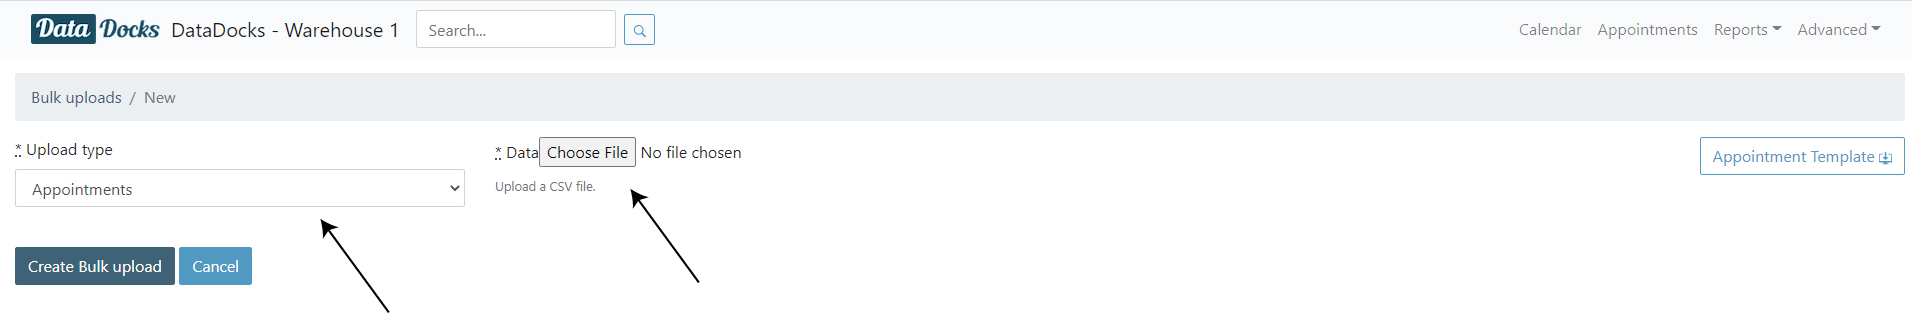 Data Docks DataDocks - Warehouse 1 Search... Calendar Appointments Reports Advanced
Bulk uploads / New
* Upload type
* Data Choose File No file chosen
Appointment Template
Appointments
Upload a CSV file.
Create Bulk upload Cancel